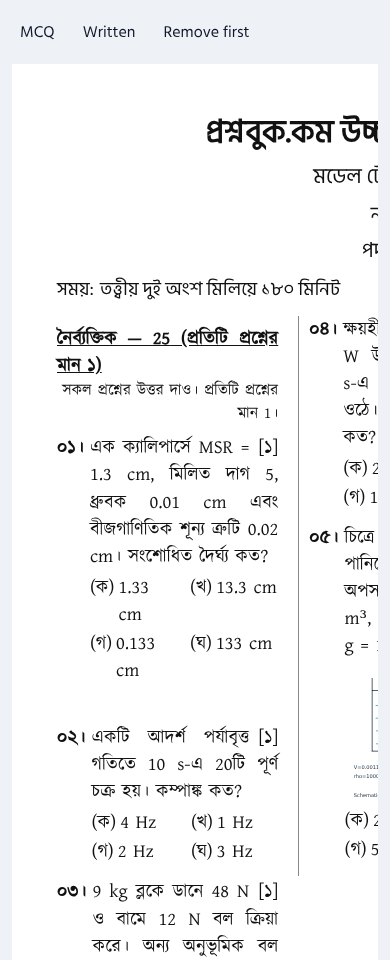 MCQ Written Remove first
প্রশ্নবুক.কম
মডেল
সময়: তত্ত্বীয় দুই অংশ মিলিয়ে ১৮০ মিনিট
নৈর্ব্যক্তিক — 25 (প্রতিটি প্রশ্নের
মান ১)
সকল প্রশ্নের উত্তর দাও। প্রতিটি প্রশ্নের
মান 1।
০১। এক ক্যালিপার্সে MSR = [১]
1.3 cm, মিলিত দাগ 5,
ধ্রুবক 0.01 cm এবং
বীজগাণিতিক শূন্য ত্রুটি 0.02
cm। সংশোধিত দৈর্ঘ্য কত?
(ক) 1.33 (খ) 13.3 cm
cm
(গ) 0.133 (ঘ) 133 cm
cm
০২। একটি আদর্শ পর্যাবৃত্ত [১]
গতিতে 10 s-এ 20টি পূর্ণ
চক্র হয়। কম্পাঙ্ক কত?
(ক) 4 Hz (খ) 1 Hz
(গ) 2 Hz (ঘ) 3 Hz
০৩। 9 kg ব্লকে ডানে 48 N [১]
ও বামে 12 N বল ক্রিয়া
করে। অন্য অনুভূমিক বল
০৪। ক্ষয়হী
W
s-এ
ওঠে।
কত?
(ক)
(গ)
০৫। চিত্রে
পানিতে
অপস
m³,
g =
rho=1000
Schemati
(ক)
(গ)